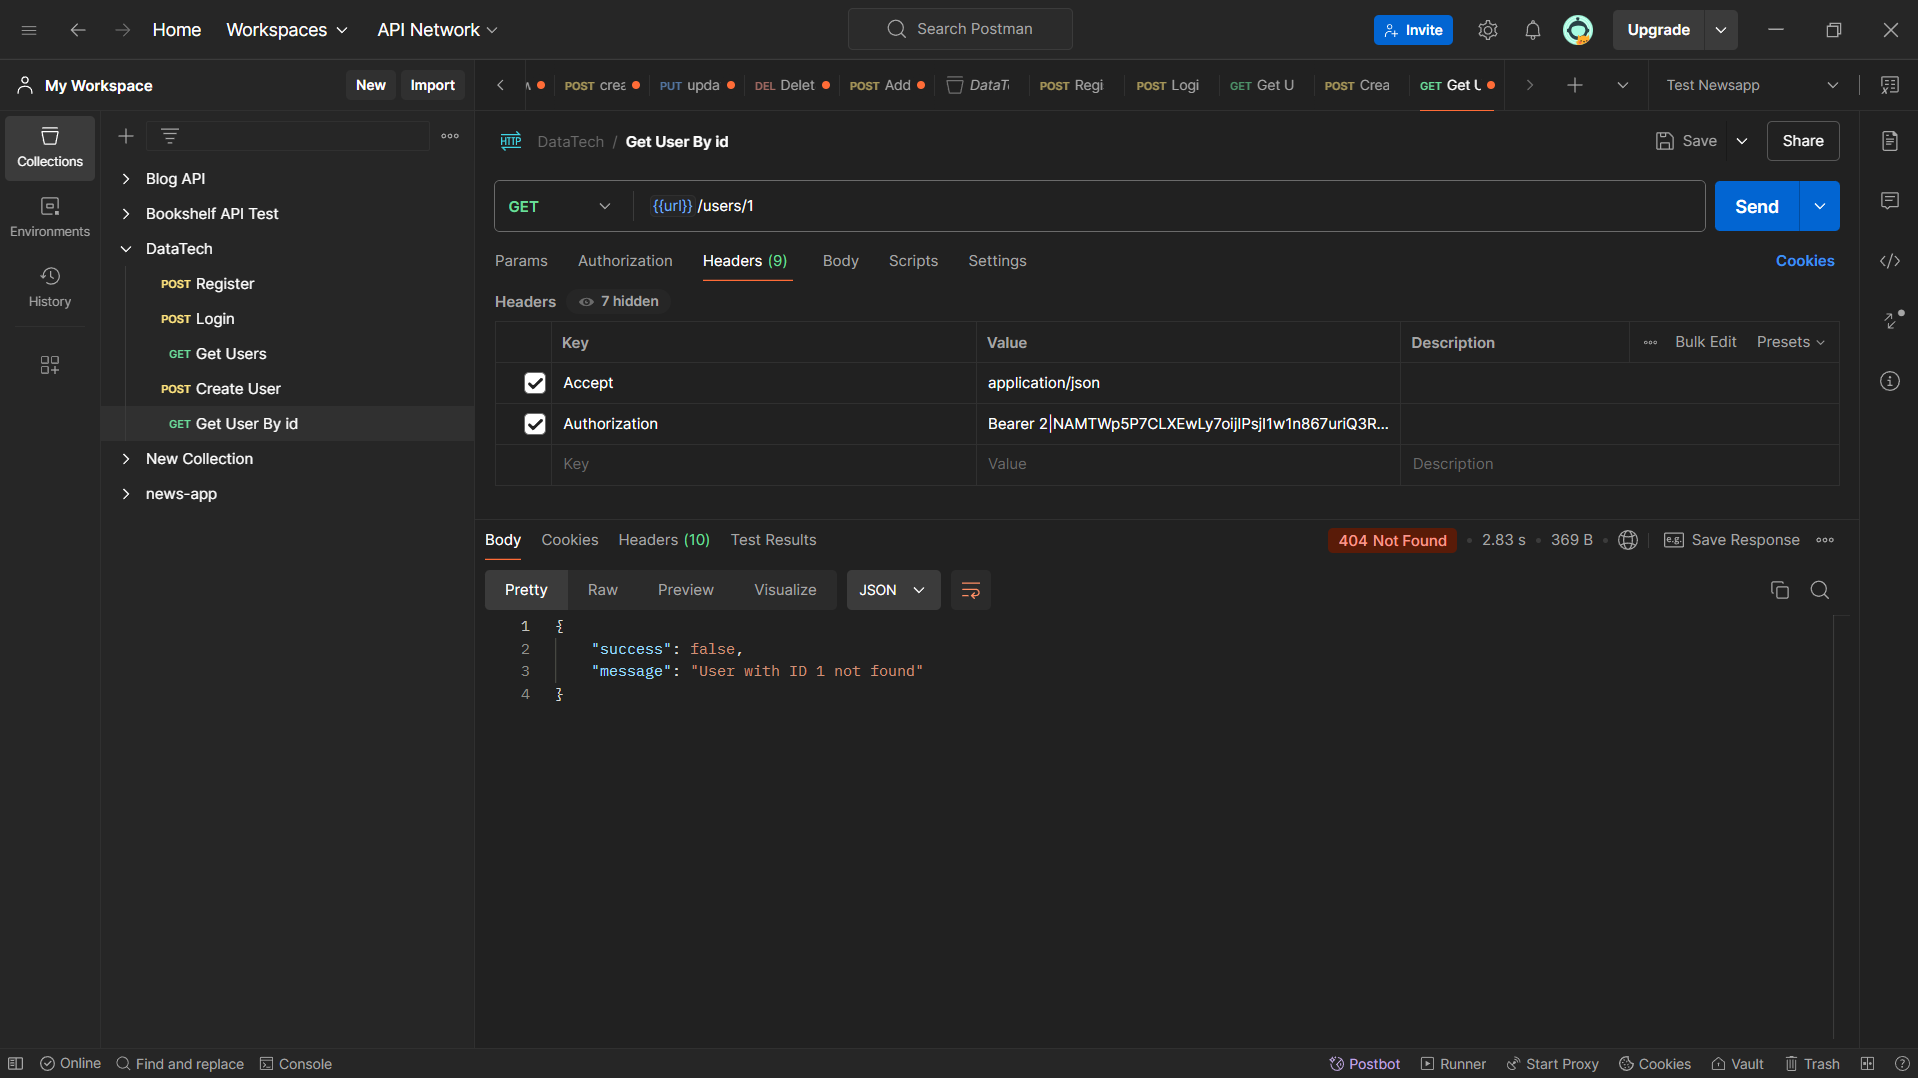 Home Workspaces API Network Search Postman Invite Upgrade
My Workspace New Import
POST crea PUT upda DEL Delet POST Add DataT POST Regi POST Logi GET Get U POST Crea GET Get U Test Newsapp
Collections
Environments
History
Blog API
Bookshelf API Test
DataTech
POST Register
POST Login
GET Get Users
POST Create User
GET Get User By id
New Collection
news-app
HTTP DataTech / Get User By id Save Share
GET {{url}} /users/1 Send
Params Authorization Headers (9) Body Scripts Settings Cookies
Headers 7 hidden
Key Value Description Bulk Edit Presets
Accept application/json
Authorization Bearer 2|NAMTWp5P7CLXEwLy7oijlPsjI1w1n867uriQ3R...
Key Value Description
Body Cookies Headers (10) Test Results 404 Not Found 2.83 s 369 B e.g. Save Response
Pretty Raw Preview Visualize JSON
1 {
2 "success": false,
3 "message": "User with ID 1 not found"
4 }
Online Find and replace Console Postbot Runner Start Proxy Cookies Vault Trash